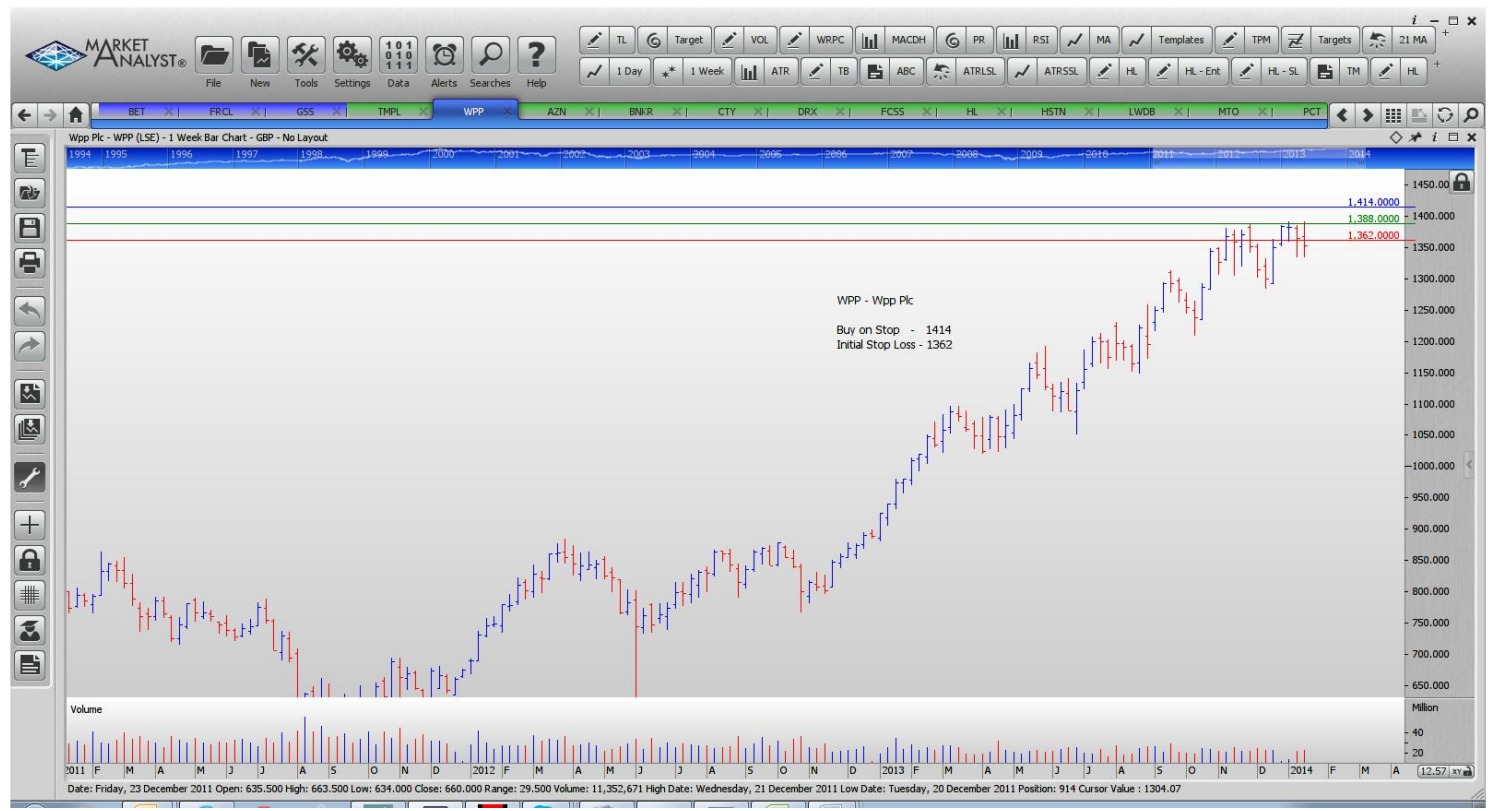 MARKET
ANALYST®
File
New
Tools
Settings
101
010
111
Data
Alerts
Searches
?
Help
TL
Target
VOL
WRPC
MACDH
PR
RSI
MA
Templates
TPM
Targets
21 MA
1 Day
1 Week
ATR
TB
ABC
ATRLSL
ATRSSL
HL
HL - Ent
HL - SL
TM
HL
BET
FRCL
GSS
TMPL
WPP
AZN
BNKR
CTY
DRX
FCSS
HL
HSTN
LWDB
MTO
PCT
Wpp Plc - WPP (LSE) - 1 Week Bar Chart - GBP - No Layout
1994 1995 1996 1997 1998 1999 2000 2001 2002 2003 2004 2005 2006 2007 2008 2009 2010 2011 2012 2013 2014
1450.00
1,414.0000
1400.000
1,388.0000
1,362.0000
1350.000
1300.000
WPP - Wpp Plc
1250.000
Buy on Stop - 1414
Initial Stop Loss - 1362
1200.000
1150.000
1100.000
1050.000
1000.000
950.000
900.000
850.000
800.000
750.000
700.000
650.000
Volume
Million
40
20
2011 F M A M J J A S O N D 2012 F M A M J J A S O N D 2013 F M A M J J A S O N D 2014 F M A
12.57 XY
Date: Friday, 23 December 2011 Open: 635.500 High: 663.500 Low: 634.000 Close: 660.000 Range: 29.500 Volume: 11,352,671 High Date: Wednesday, 21 December 2011 Low Date: Tuesday, 20 December 2011 Position: 914 Cursor Value : 1304.07